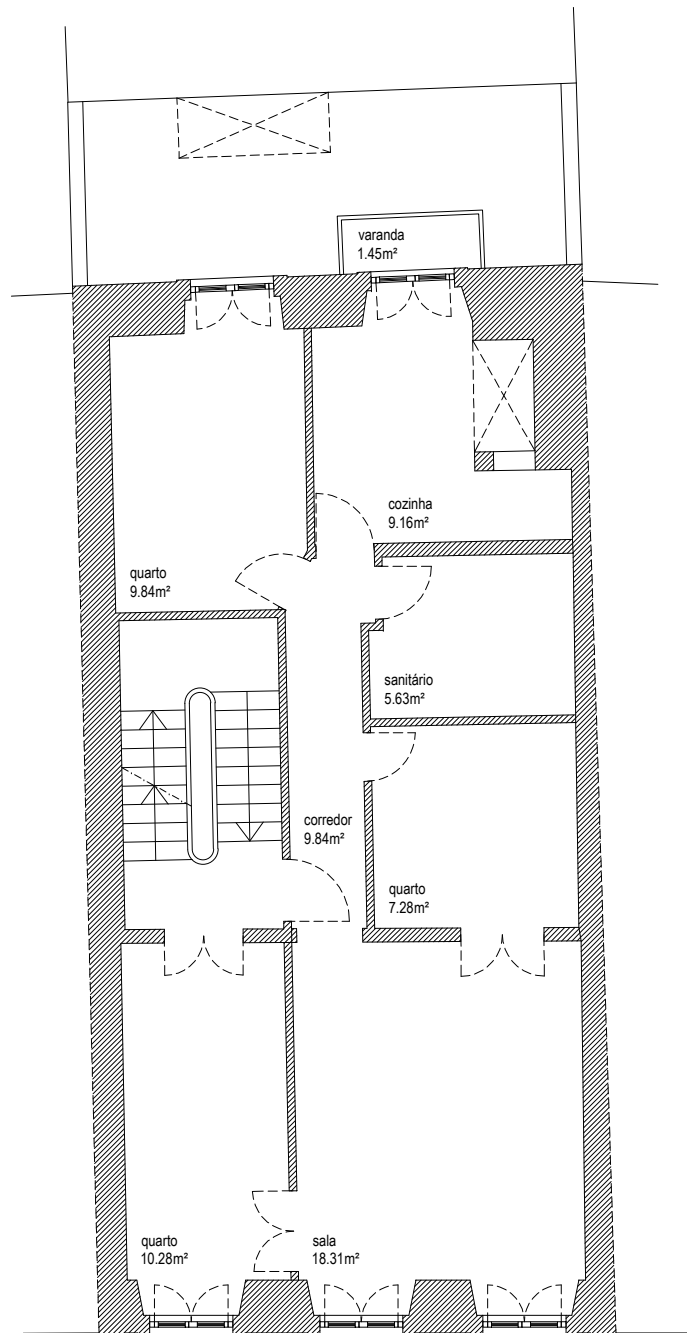 varanda
1.45m²
cozinha
9.16m²
quarto
9.84m²
sanitário
5.63m²
corredor
9.84m²
quarto
7.28m²
quarto
10.28m²
sala
18.31m²